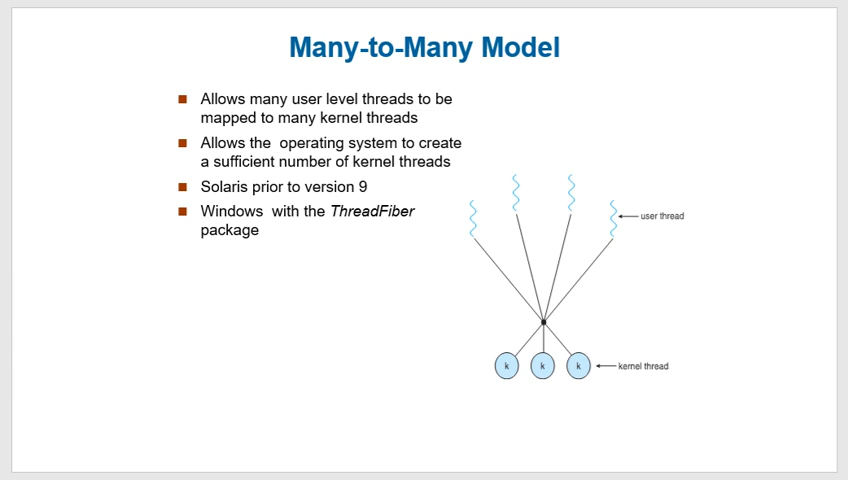 Many-to-Many Model
Allows many user level threads to be
mapped to many kernel threads
Allows the operating system to create
a sufficient number of kernel threads
Solaris prior to version 9
Windows with the ThreadFiber
package
user thread
k k k
kernel thread